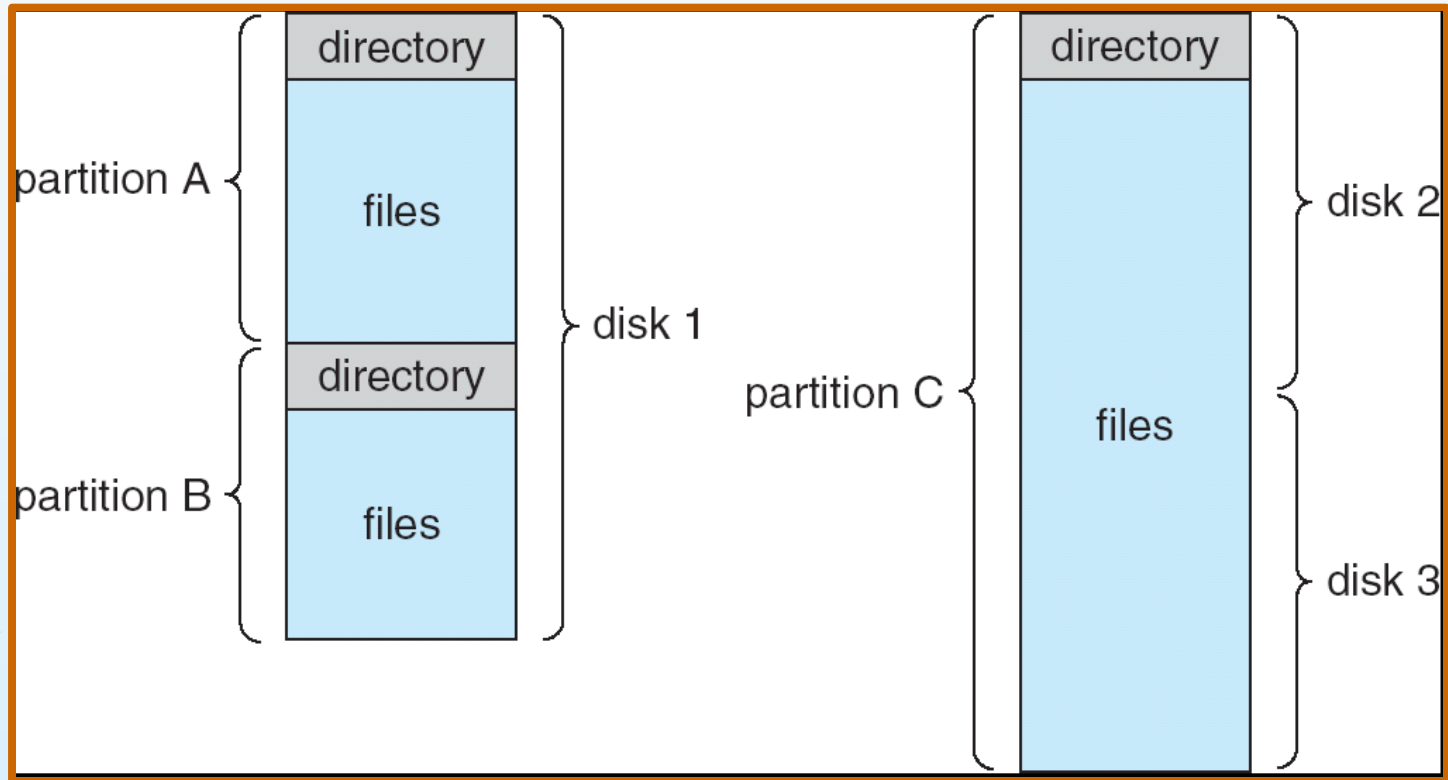 directory
partition A
files
disk 1
directory
partition B
files
directory
disk 2
partition C
files
disk 3